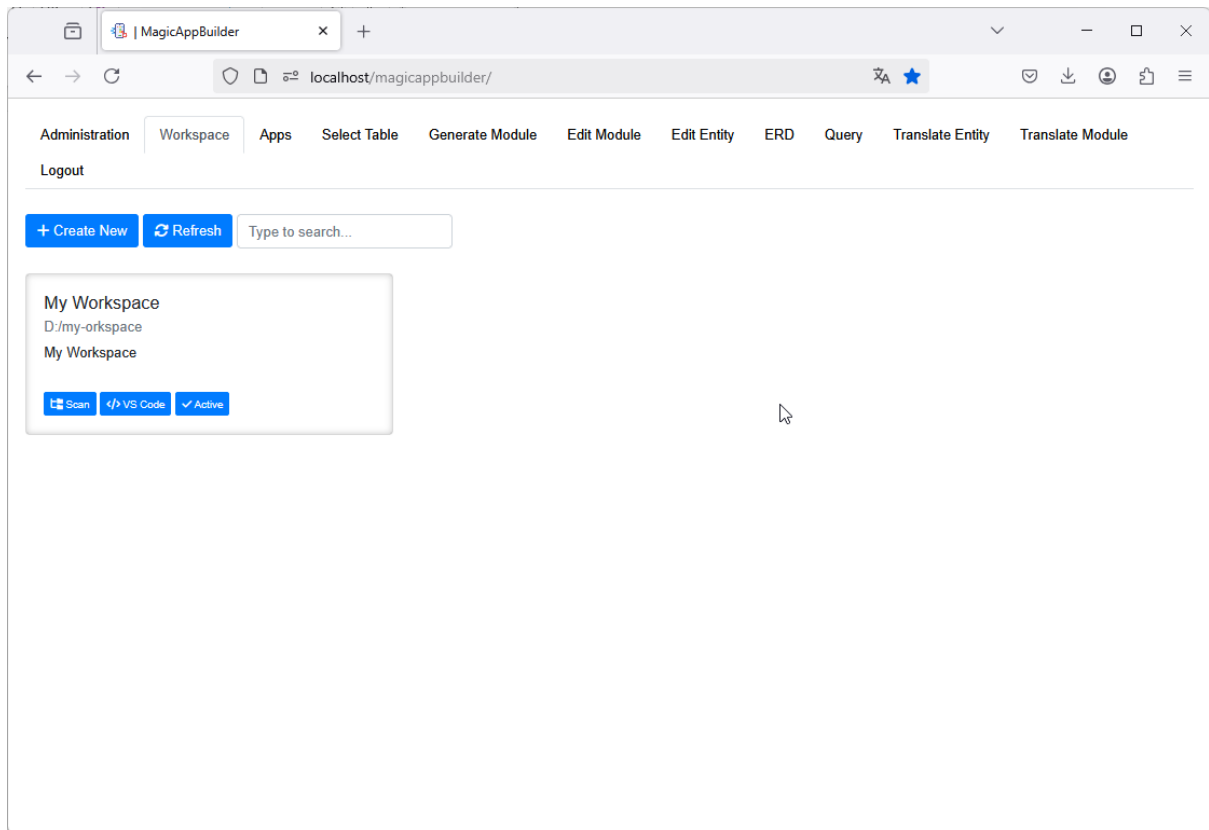 | MagicAppBuilder
localhost/magicappbuilder/
Administration Workspace Apps Select Table Generate Module Edit Module Edit Entity ERD Query Translate Entity Translate Module
Logout
Create New Refresh Type to search...
My Workspace
D:/my-orkspace
My Workspace
Scan </> VS Code Active